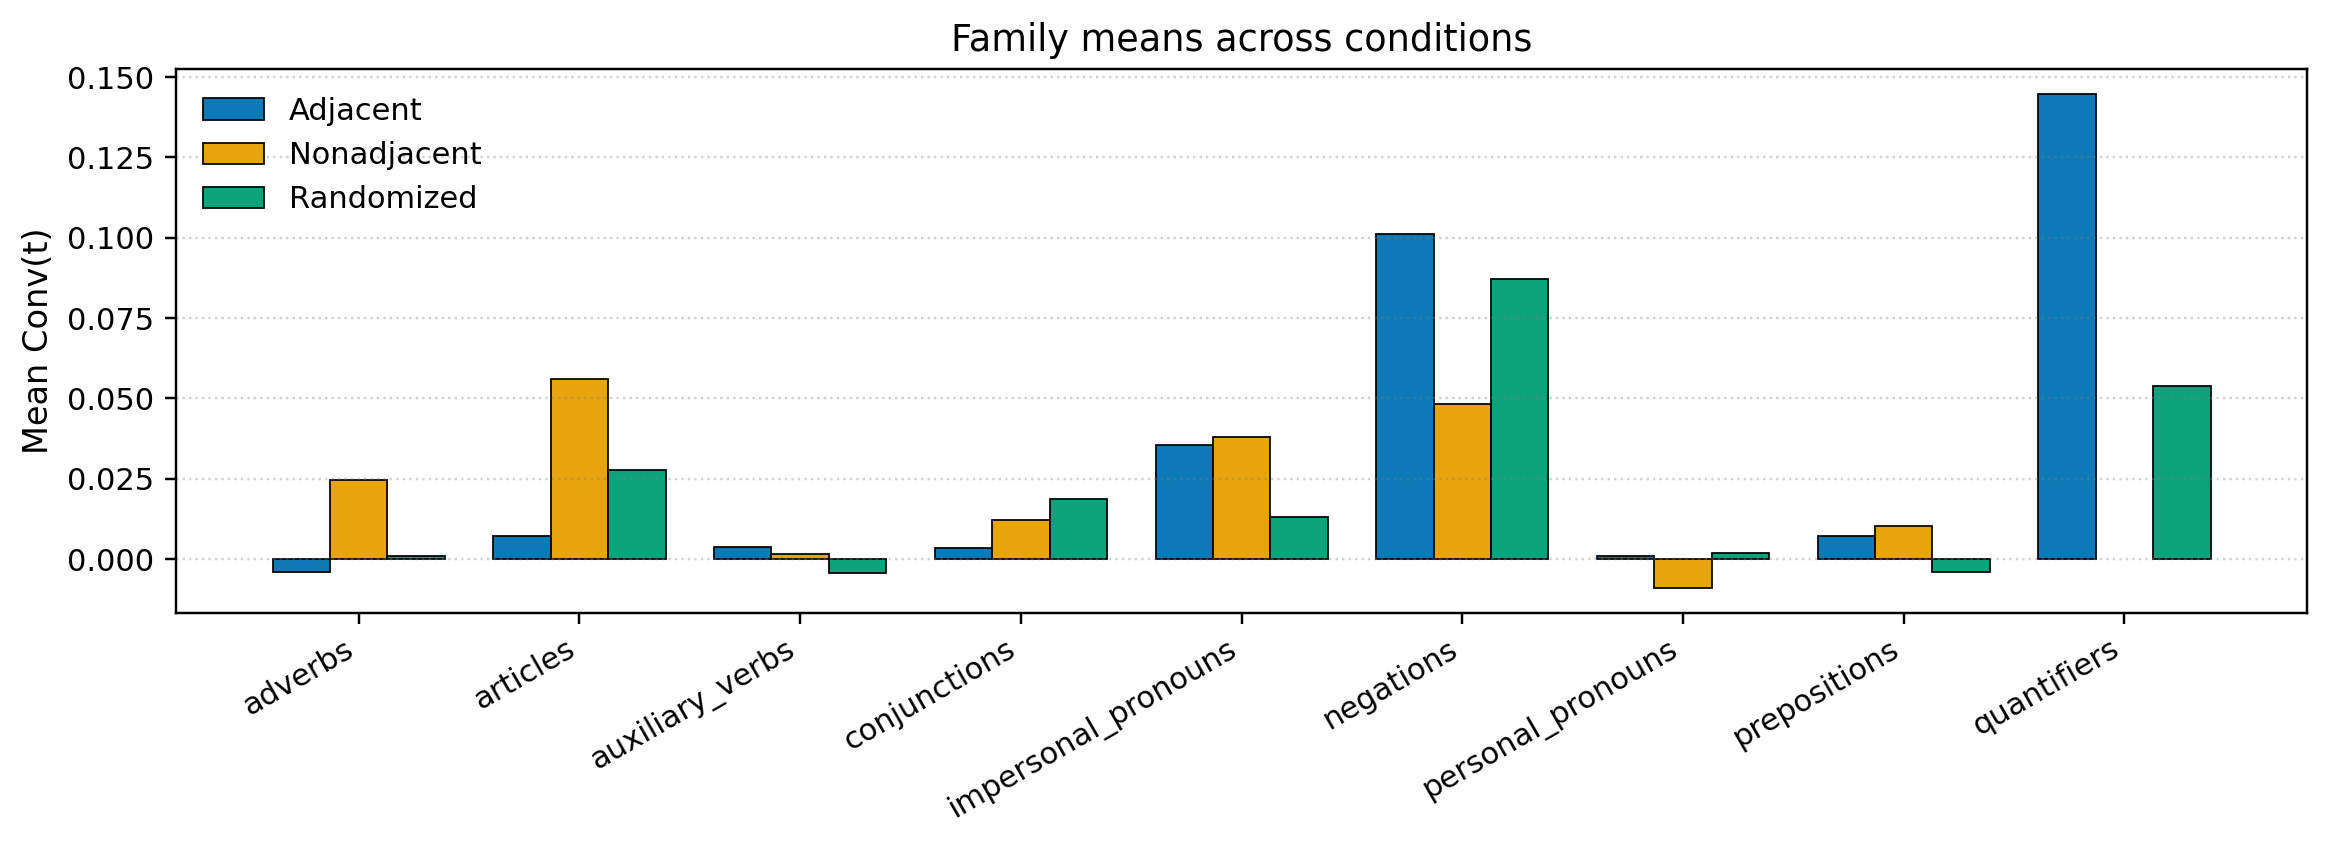 Family means across conditions
Mean Conv(t)
0.150
0.125
0.100
0.075
0.050
0.025
0.000
Adjacent
Nonadjacent
Randomized
adverbs
articles
auxiliary_verbs
conjunctions
impersonal_pronouns
negations
personal_pronouns
prepositions
quantifiers